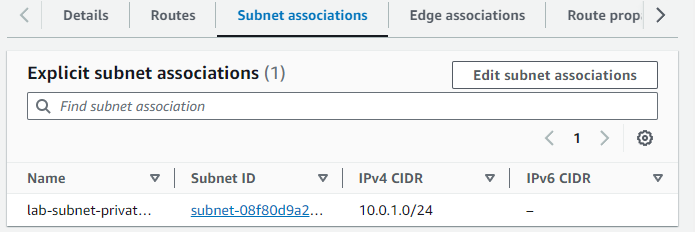 Details Routes Subnet associations Edge associations Route prop
Explicit subnet associations (1)
Edit subnet associations
Find subnet association
1
Name Subnet ID IPv4 CIDR IPv6 CIDR
lab-subnet-privat... subnet-08f80d9a2... 10.0.1.0/24 –